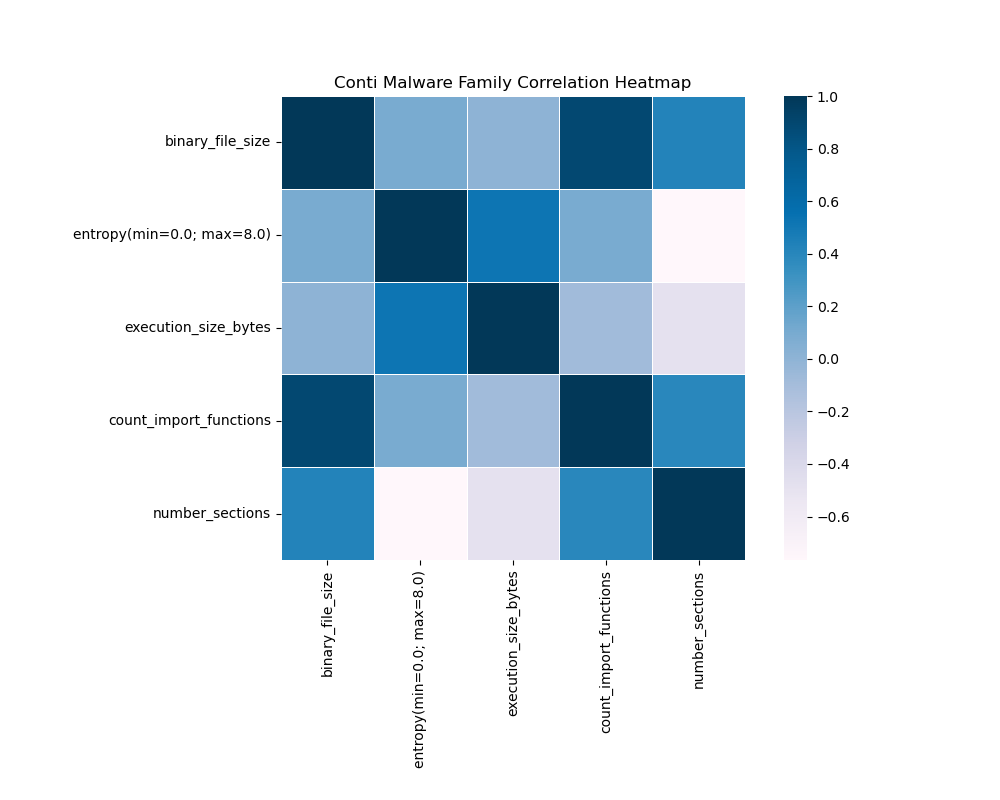 Conti Malware Family Correlation Heatmap
binary_file_size
entropy(min=0.0; max=8.0)
execution_size_bytes
count_import_functions
number_sections
binary_file_size
entropy(min=0.0; max=8.0)
execution_size_bytes
count_import_functions
number_sections
1.0
0.8
0.6
0.4
0.2
0.0
−0.2
−0.4
−0.6